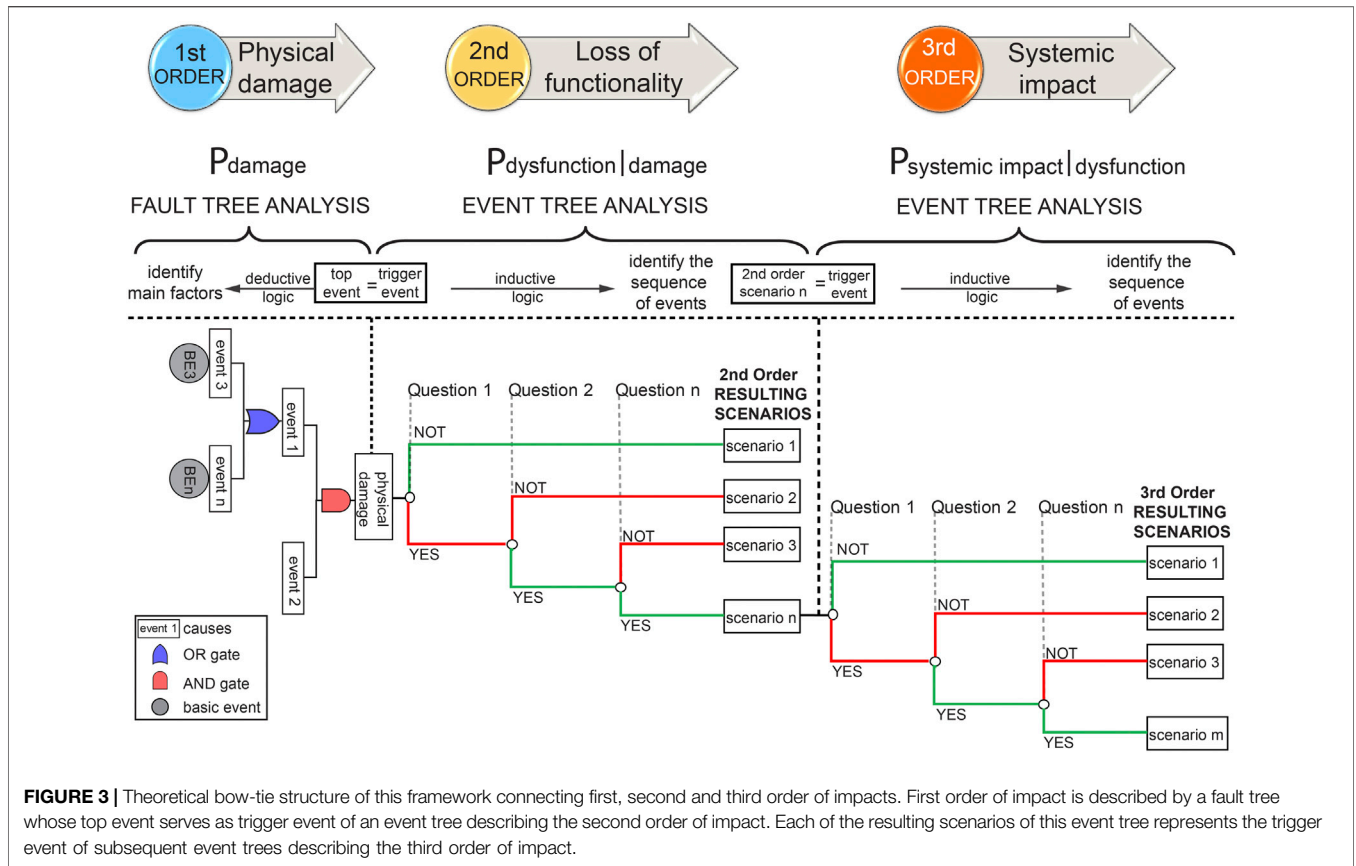 1st
ORDER
Physical
damage
2nd
ORDER
Loss of
functionality
3rd
ORDER
Systemic
impact
Pdamage
Pdysfunction|damage
Psystemic impact|dysfunction
FAULT TREE ANALYSIS
EVENT TREE ANALYSIS
EVENT TREE ANALYSIS
identify
main factors
deductive
logic
top
event
=
trigger
event
inductive
logic
identify the
sequence
of events
2nd order
scenario n
=
trigger
event
inductive
logic
identify the
sequence
of events
BE3
event 3
BEn
event n
event 1
event 2
physical
damage
Question 1
Question 2
Question n
2nd Order
RESULTING
SCENARIOS
NOT
scenario 1
NOT
scenario 2
YES
NOT
scenario 3
YES
YES
scenario n
Question 1
Question 2
Question n
3rd Order
RESULTING
SCENARIOS
NOT
scenario 1
NOT
scenario 2
YES
NOT
scenario 3
YES
YES
scenario m
event 1 causes
OR gate
AND gate
basic event
FIGURE 3 | Theoretical bow-tie structure of this framework connecting first, second and third order of impacts. First order of impact is described by a fault tree
whose top event serves as trigger event of an event tree describing the second order of impact. Each of the resulting scenarios of this event tree represents the trigger
event of subsequent event trees describing the third order of impact.